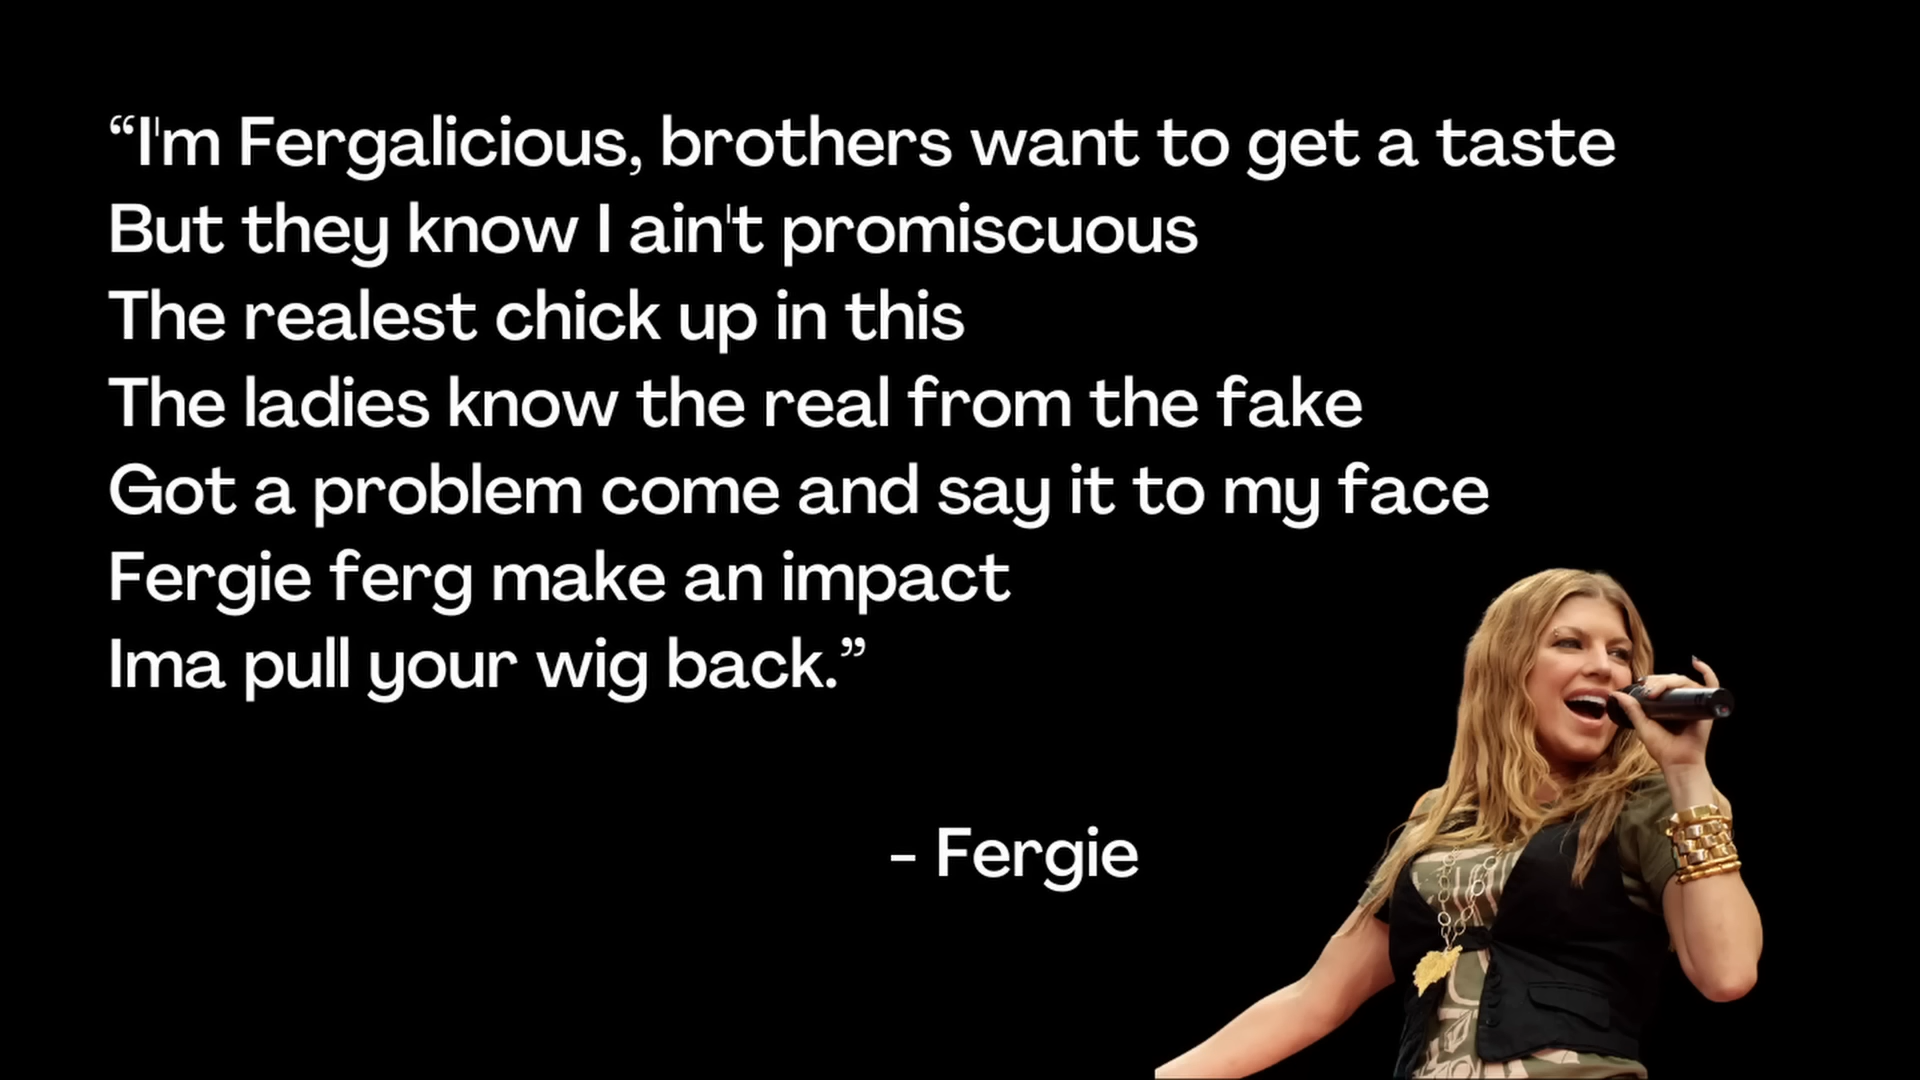 “I'm Fergalicious, brothers want to get a taste
But they know I ain't promiscuous
The realest chick up in this
The ladies know the real from the fake
Got a problem come and say it to my face
Fergie ferg make an impact
Ima pull your wig back.”
- Fergie